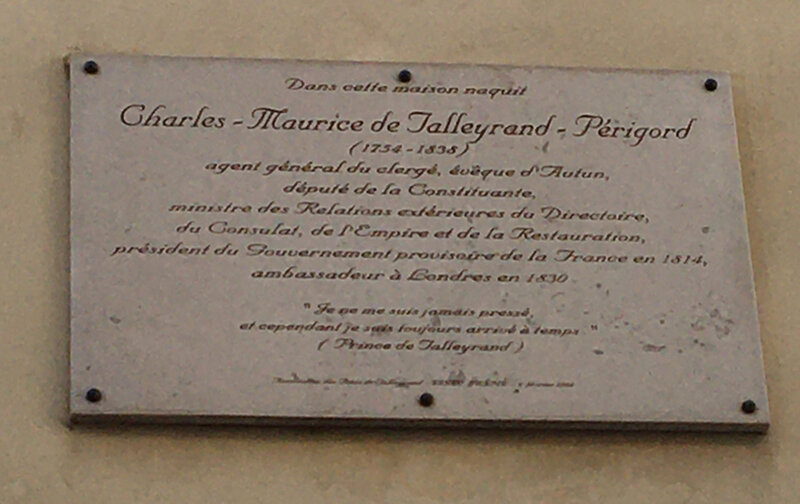 Dans cette maison naquit
Charles-Maurice de Talleyrand-Périgord
(1754-1838)
agent général du clergé, évêque d'Autun,
député de la Constituante,
ministre des Relations extérieures du Directoire,
du Consulat, de l'Empire et de la Restauration,
président du Gouvernement provisoire de la France en 1814,
ambassadeur à Londres en 1830
"Je ne me suis jamais pressé,
et cependant je suis toujours arrivé à temps."
(Prince de Talleyrand)
de Talleyrand